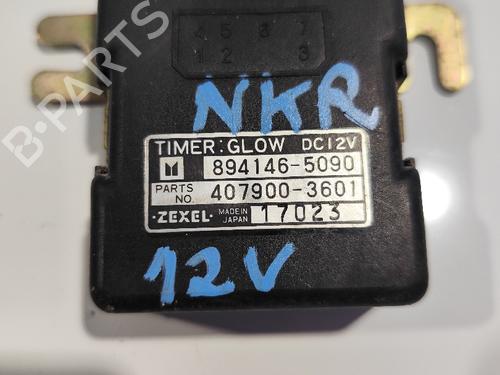 4 5 6 7
1 2 3
NKR
TIMER:GLOW DC12V
894146-5090
PARTS NO. 407900-3601
·ZEXEL· MADE IN JAPAN 17023
12V
B-PARTS